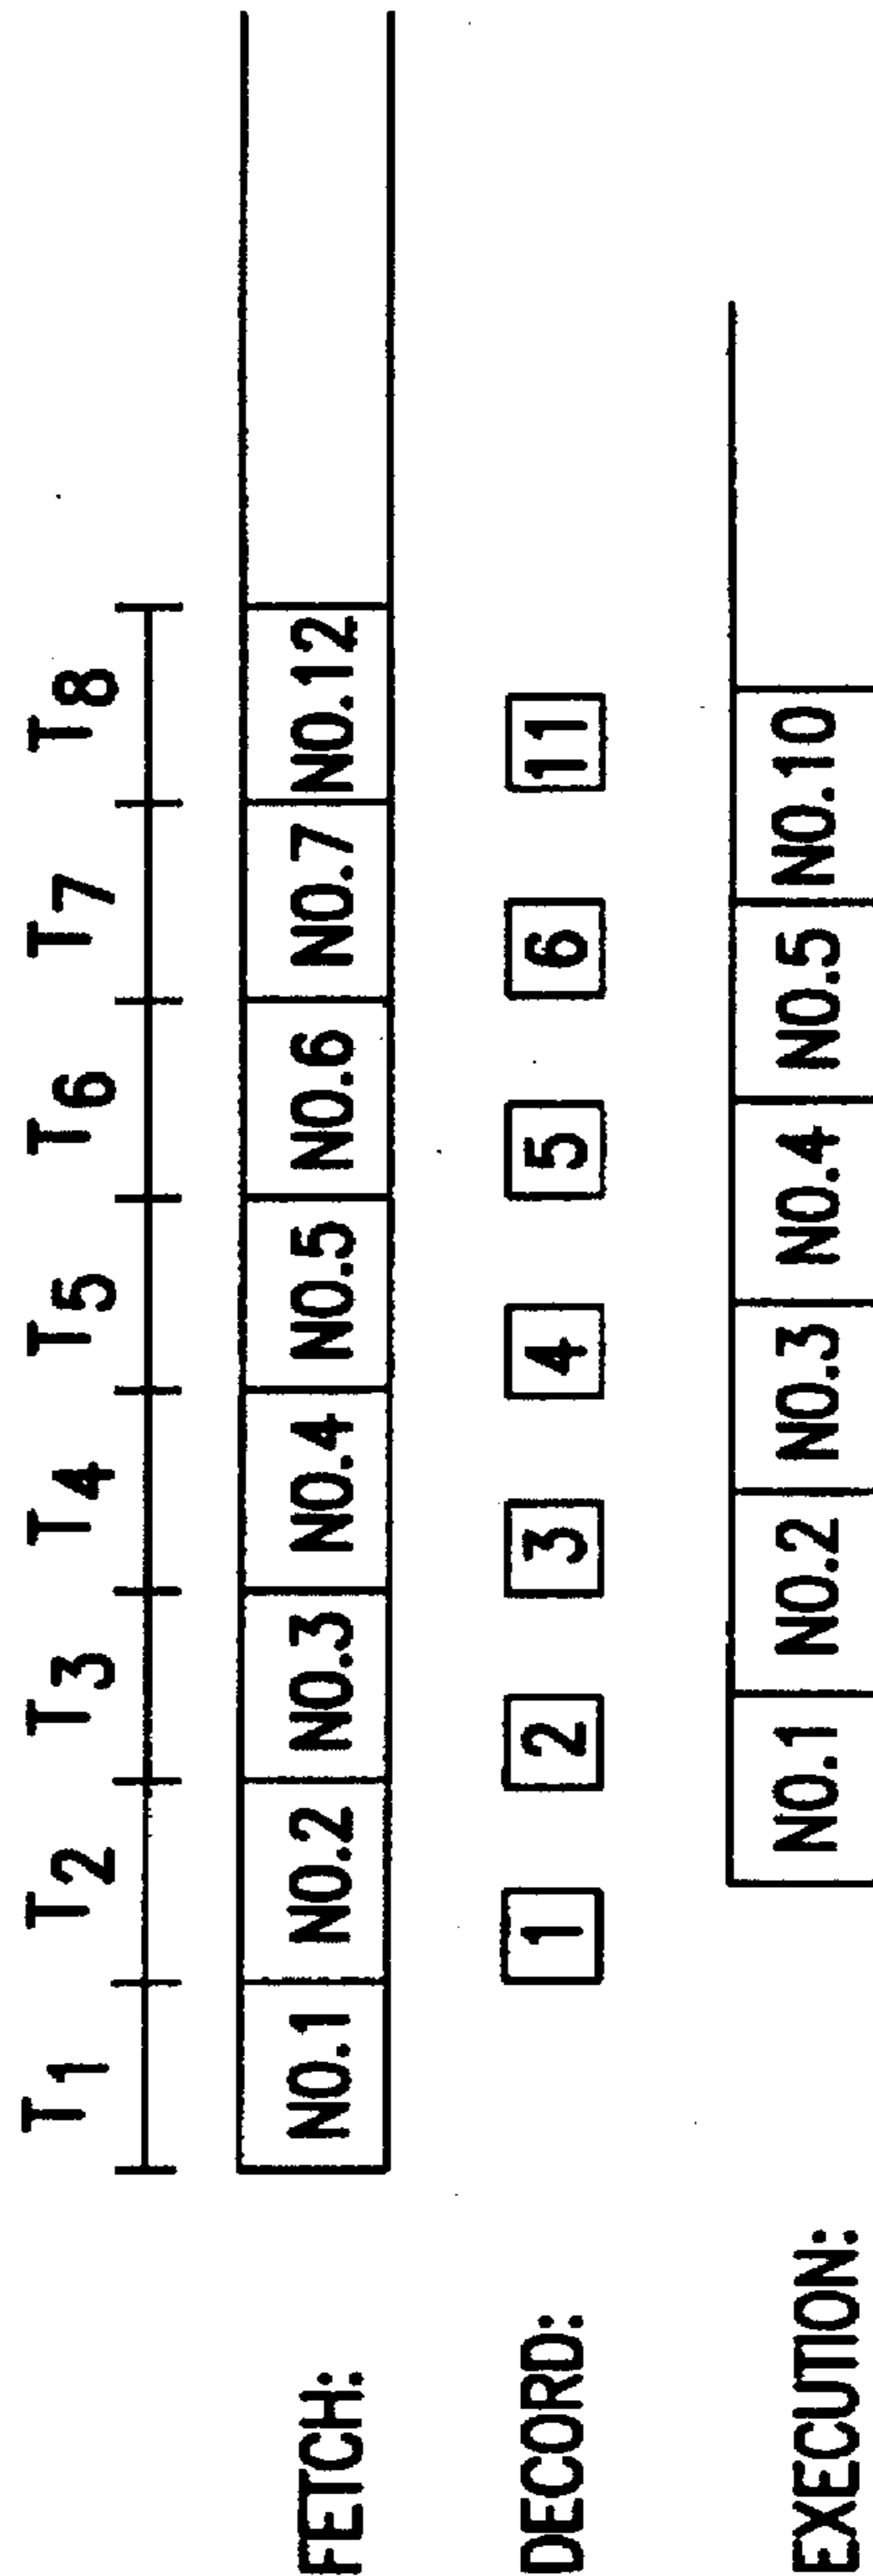 T1 T2 T3 T4 T5 T6 T7 T8
FETCH: NO.1 NO.2 NO.3 NO.4 NO.5 NO.6 NO.7 NO.12
DECORD: 1 2 3 4 5 6 11
EXECUTION: NO.1 NO.2 NO.3 NO.4 NO.5 NO.10